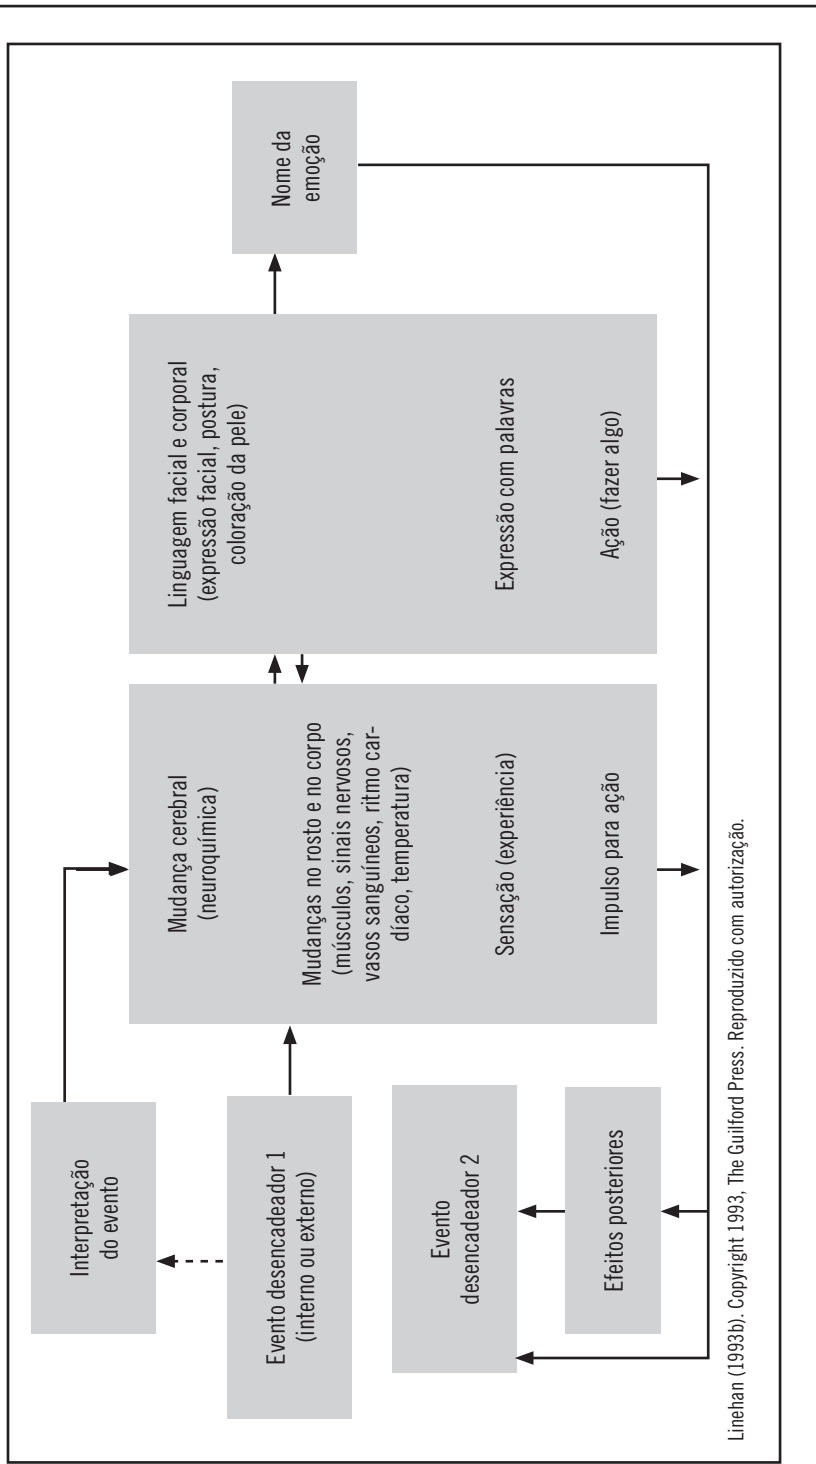 Interpretação
do evento
Evento desencadeador 1
(interno ou externo)
Evento
desencadeador 2
Efeitos posteriores
Mudança cerebral
(neuroquímica)
Mudanças no rosto e no corpo
(músculos, sinais nervosos,
vasos sanguíneos, ritmo car-
díaco, temperatura)
Sensação (experiência)
Impulso para ação
Linguagem facial e corporal
(expressão facial, postura,
coloração da pele)
Expressão com palavras
Ação (fazer algo)
Nome da
emoção
Linehan (1993b). Copyright 1993, The Guilford Press. Reproduzido com autorização.